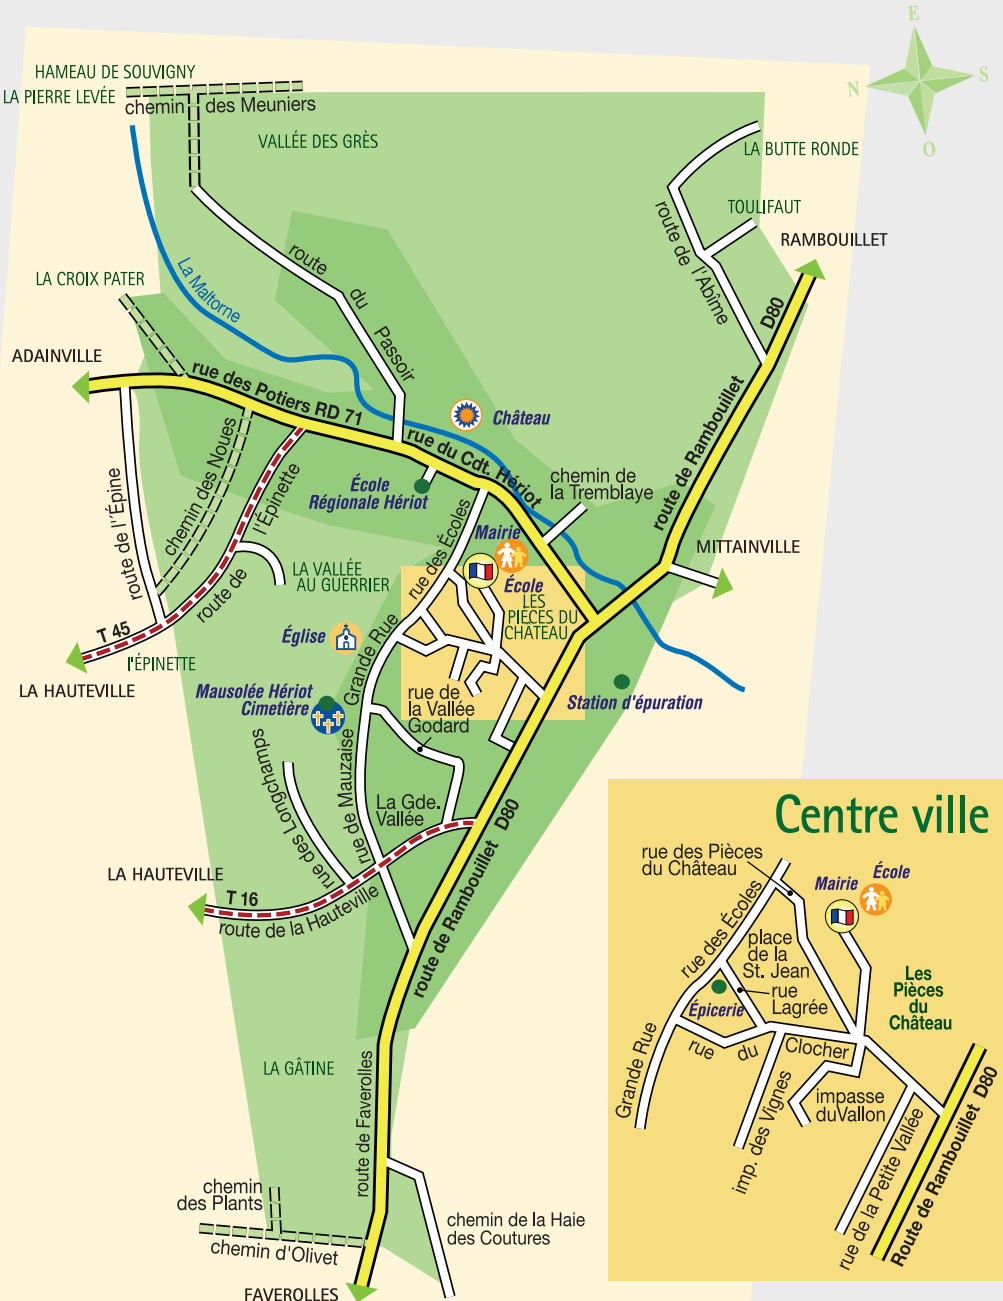 E
N
S
O
HAMEAU DE SOUVIGNY
LA PIERRE LEVÉE
chemin des Meuniers
VALLÉE DES GRÈS
LA BUTTE RONDE
TOULIFAUT
RAMBOUILLET
route de l'Abîme
D80
LA CROIX PATER
La Maltorne
route du Passoir
ADAINVILLE
rue des Potiers RD 71
Château
rue du Cdt. Hériot
route de Rambouillet
École
Régionale Hériot
chemin de
la Tremblaye
route de l'Épine
chemin des Noues
route de l'Épinette
rue des Écoles
Mairie
École
MITTAINVILLE
LA VALLÉE
AU GUERRIER
LES
PIÈCES DU
CHÂTEAU
Église
Grande Rue
T 45
l'ÉPINETTE
LA HAUTEVILLE
Mausolée Hériot
Cimetière
rue de
la Vallée
Godard
Station d'épuration
rue des Longchamps
rue de Mauzaise
La Gde.
Vallée
D80
LA HAUTEVILLE
T 16
route de la Hauteville
route de Rambouillet
LA GÂTINE
route de Faverolles
chemin
des Plants
chemin d'Olivet
chemin de la Haie
des Coutures
FAVEROLLES
Centre ville
rue des Pièces
du Château
Mairie
École
rue des Écoles
place
de la
St. Jean
rue
Lagrée
Épicerie
Les
Pièces
du
Château
Grande Rue
rue du Clocher
imp. des Vignes
impasse
duVallon
rue de la Petite Vallée
Route de Rambouillet D80